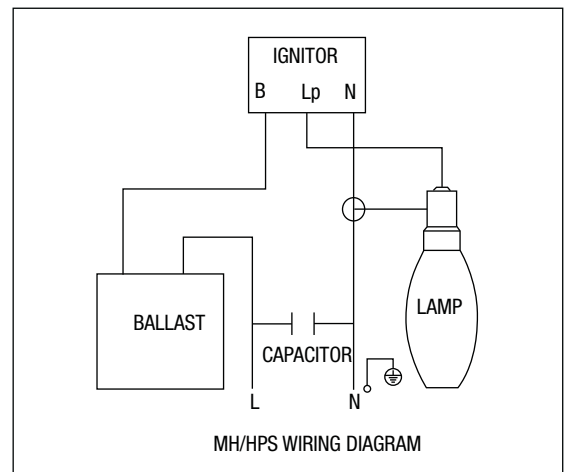 IGNITOR
B Lp N
BALLAST
LAMP
CAPACITOR
L N
MH/HPS WIRING DIAGRAM